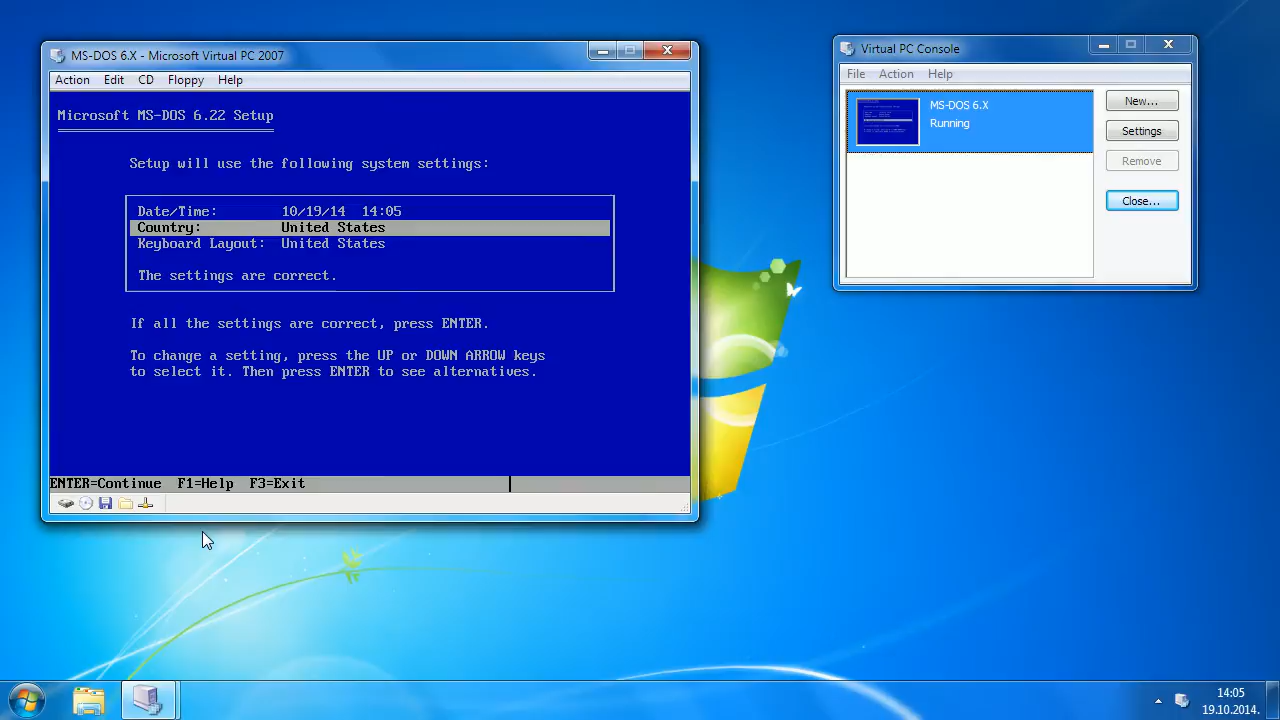 MS-DOS 6.X - Microsoft Virtual PC 2007
Action Edit CD Floppy Help
Microsoft MS-DOS 6.22 Setup
Setup will use the following system settings:
Date/Time: 10/19/14 14:05
Country: United States
Keyboard Layout: United States
The settings are correct.
If all the settings are correct, press ENTER.
To change a setting, press the UP or DOWN ARROW keys
to select it. Then press ENTER to see alternatives.
ENTER=Continue F1=Help F3=Exit
Virtual PC Console
File Action Help
MS-DOS 6.X
Running
New...
Settings
Remove
Close...
14:05
19.10.2014.